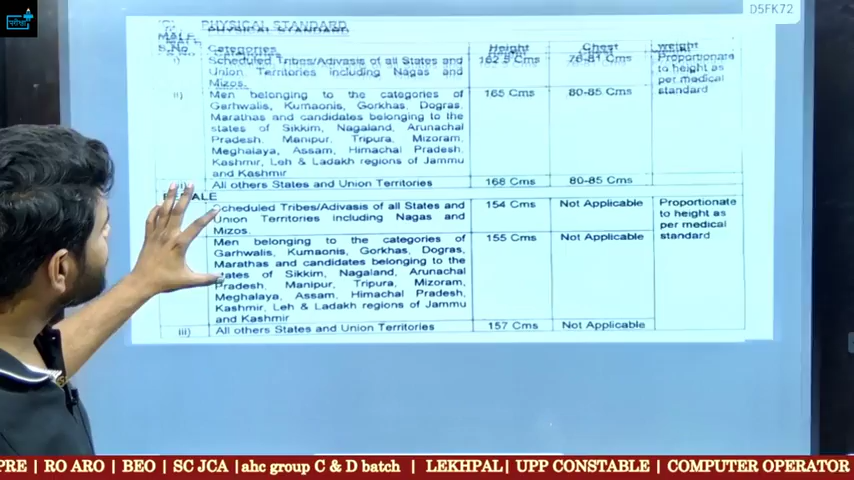 D5FK72
परीक्षा
PHYSICAL STANDARD
MALE
S.No Categories Height Chest weight
i) Scheduled Tribes/Adivasis of all States and Union Territories including Nagas and Mizos. 162.5 Cms 76-81 Cms Proportionate to height as per medical standard
ii) Men belonging to the categories of 165 Cms 80-85 Cms
Garhwalis, Kumaonis, Gorkhas, Dogras,
Marathas and candidates belonging to the
states of Sikkim, Nagaland, Arunachal
Pradesh, Manipur, Tripura, Mizoram,
Meghalaya, Assam, Himachal Pradesh,
Kashmir, Leh & Ladakh regions of Jammu
and Kashmir
All others States and Union Territories 168 Cms 80-85 Cms
Scheduled Tribes/Adivasis of all States and 154 Cms Not Applicable Proportionate
Union Territories including Nagas and to height as
Mizos. per medical
Men belonging to the categories of 155 Cms Not Applicable standard
Garhwalis, Kumaonis, Gorkhas, Dogras,
Marathas and candidates belonging to the
states of Sikkim, Nagaland, Arunachal
Pradesh, Manipur, Tripura, Mizoram,
Meghalaya, Assam, Himachal Pradesh,
Kashmir, Leh & Ladakh regions of Jammu
and Kashmir
iii) All others States and Union Territories 157 Cms Not Applicable
PRE | RO ARO | BEO | SC JCA |ahc group C & D batch | LEKHPAL| UPP CONSTABLE | COMPUTER OPERATOR